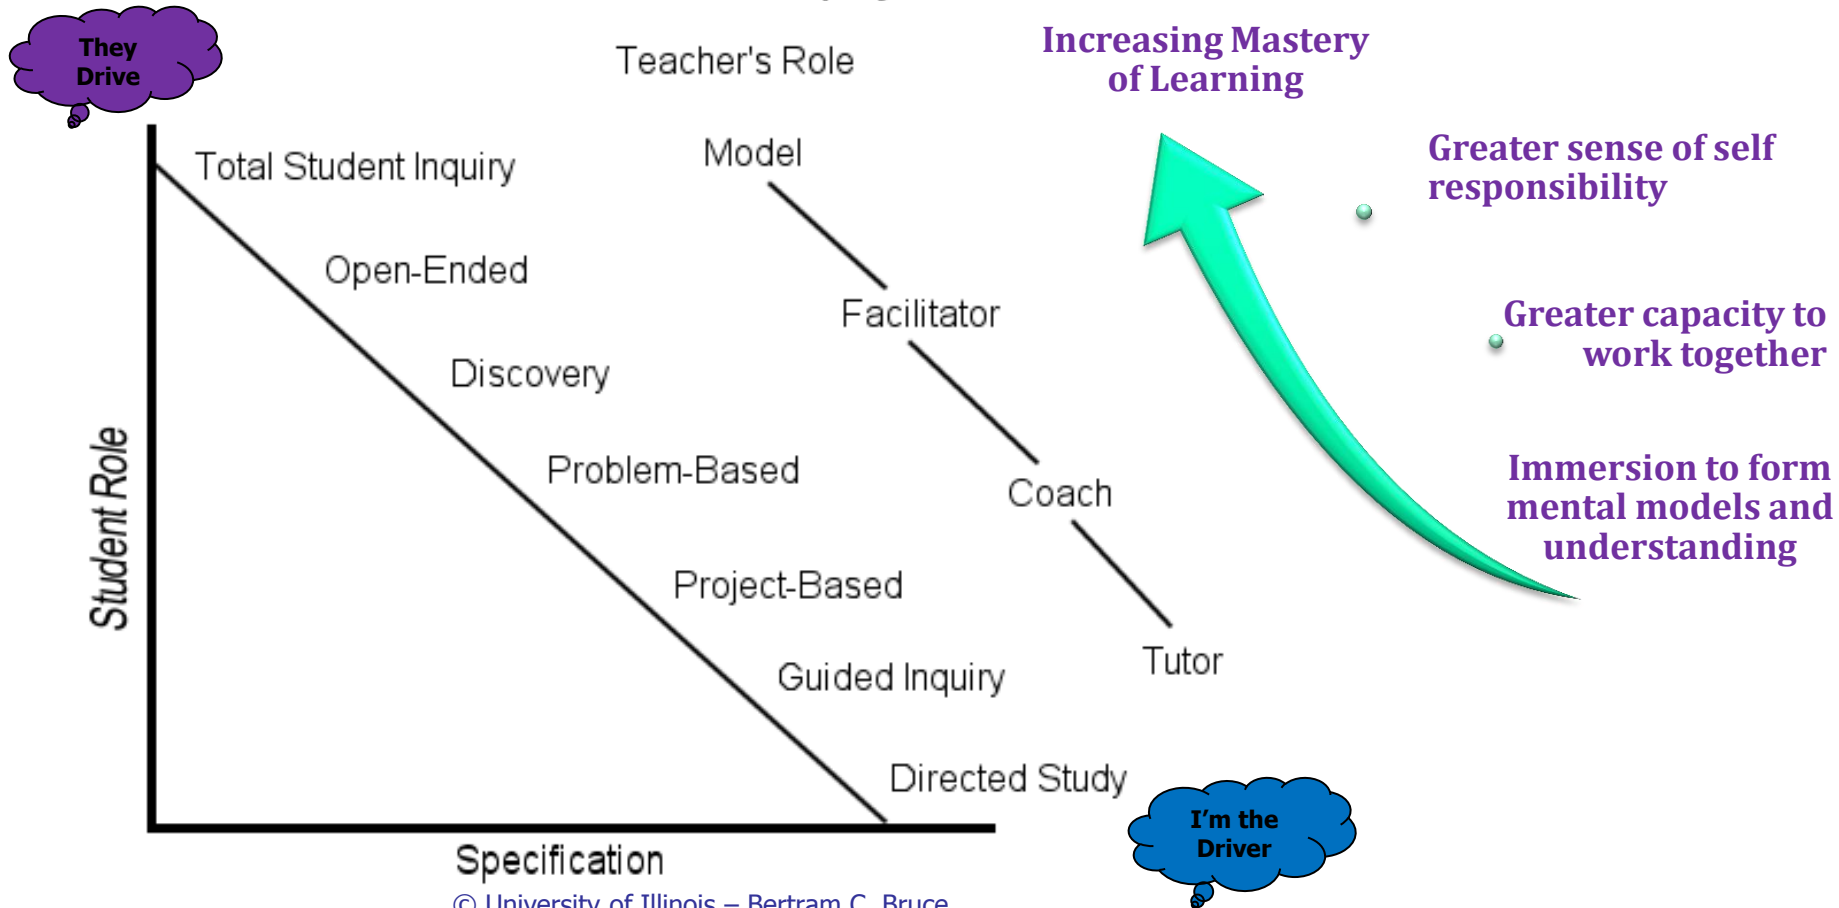 They
Drive
Teacher's Role
Increasing Mastery
of Learning
Total Student Inquiry
Model
Greater sense of self
responsibility
Open-Ended
Facilitator
Greater capacity to
work together
Discovery
Student Role
Problem-Based
Coach
Immersion to form
mental models and
understanding
Project-Based
Tutor
Guided Inquiry
Directed Study
I'm the
Driver
Specification
© University of Illinois – Bertram C. Bruce